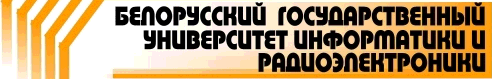 БЕЛОРУССКИЙ ГОСУДАРСТВЕННЫЙ
УНИВЕРСИТЕТ ИНФОРМАТИКИ И
РАДИОЭЛЕКТРОНИКИ